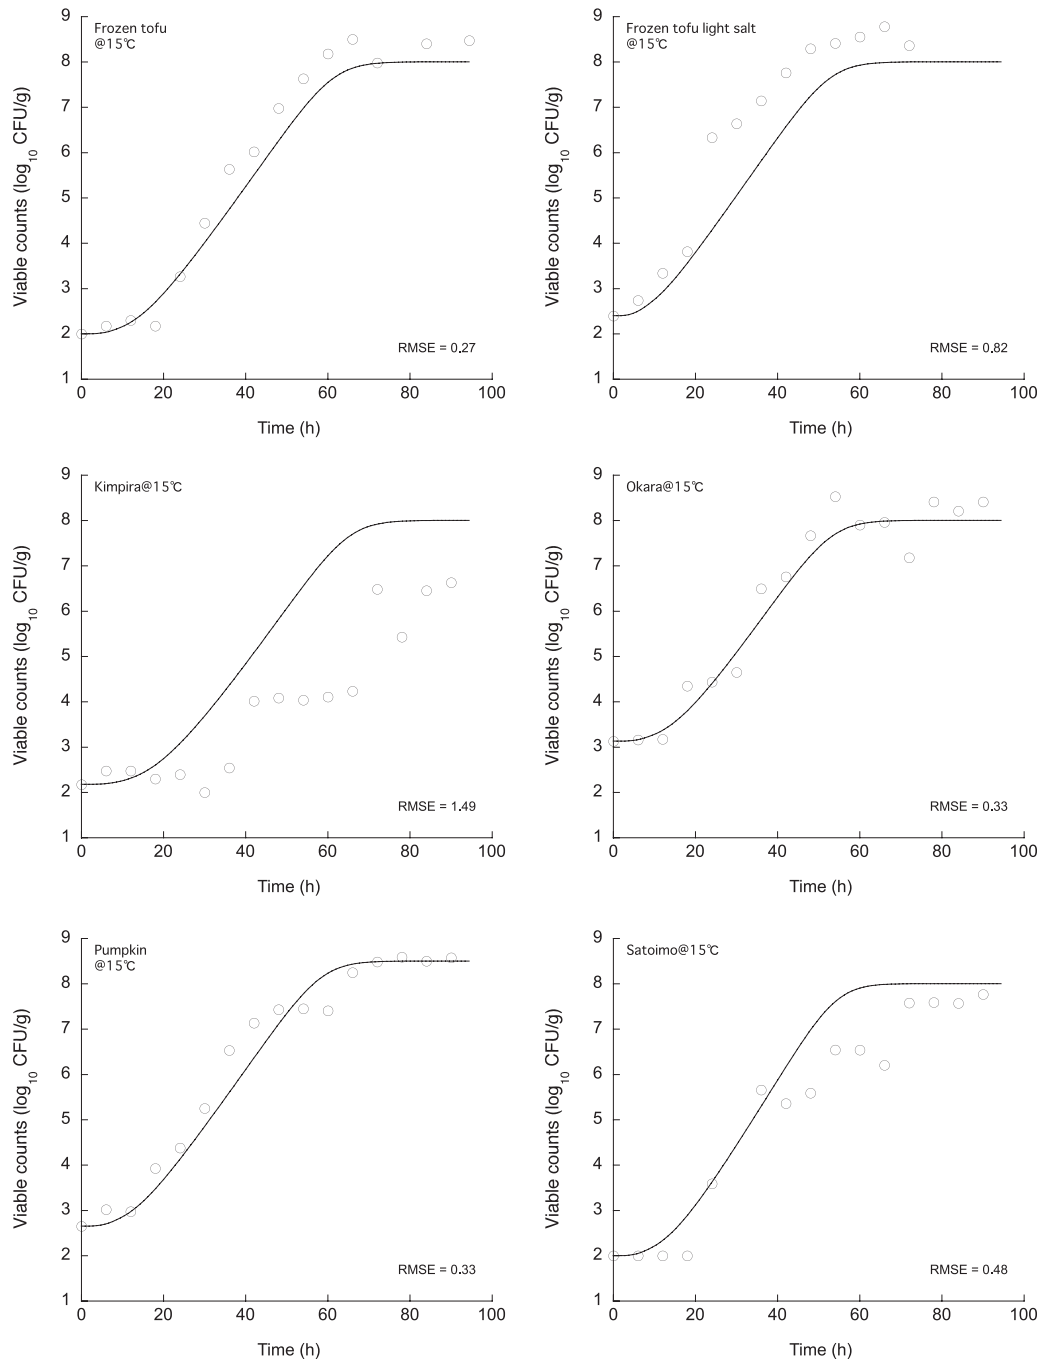 Frozen tofu
@15℃
9
8
7
6
5
4
3
2
1
Viable counts (log10 CFU/g)
RMSE = 0.27
0 20 40 60 80 100
Time (h)
Frozen tofu light salt
@15℃
9
8
7
6
5
4
3
2
1
Viable counts (log10 CFU/g)
RMSE = 0.82
0 20 40 60 80 100
Time (h)
Kimpira@15℃
9
8
7
6
5
4
3
2
1
Viable counts (log10 CFU/g)
RMSE = 1.49
0 20 40 60 80 100
Time (h)
Okara@15℃
9
8
7
6
5
4
3
2
1
Viable counts (log10 CFU/g)
RMSE = 0.33
0 20 40 60 80 100
Time (h)
Pumpkin
@15℃
9
8
7
6
5
4
3
2
1
Viable counts (log10 CFU/g)
RMSE = 0.33
0 20 40 60 80 100
Time (h)
Satoimo@15℃
9
8
7
6
5
4
3
2
1
Viable counts (log10 CFU/g)
RMSE = 0.48
0 20 40 60 80 100
Time (h)